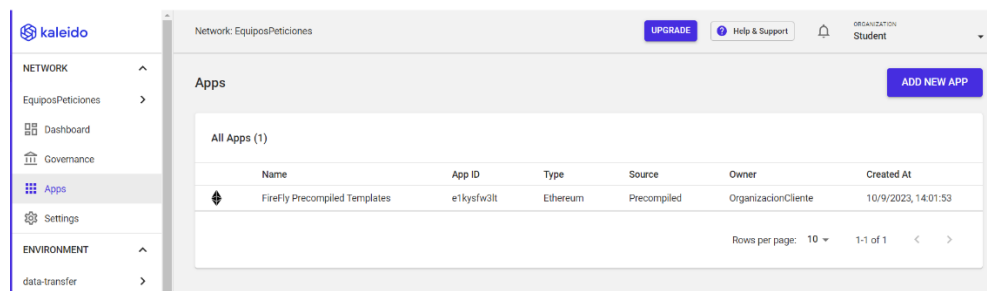 kaleido
NETWORK
EquiposPeticiones
Dashboard
Governance
Apps
Settings
ENVIRONMENT
data-transfer
Network: EquiposPeticiones
UPGRADE
Help & Support
ORGANIZATION
Student
Apps
ADD NEW APP
All Apps (1)
Name App ID Type Source Owner Created At
FireFly Precompiled Templates e1kysfw3lt Ethereum Precompiled OrganizacionCliente 10/9/2023, 14:01:53
Rows per page: 10 1-1 of 1